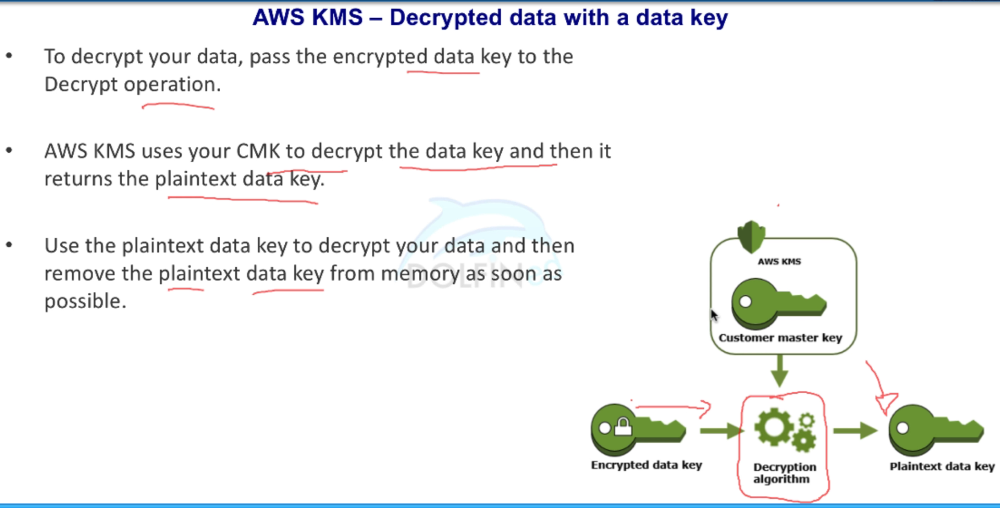 AWS KMS – Decrypted data with a data key
• To decrypt your data, pass the encrypted data key to the
Decrypt operation.
• AWS KMS uses your CMK to decrypt the data key and then it
returns the plaintext data key.
• Use the plaintext data key to decrypt your data and then
remove the plaintext data key from memory as soon as
possible.
DOLFINED
AWS KMS
Customer master key
Encrypted data key
Decryption
algorithm
Plaintext data key